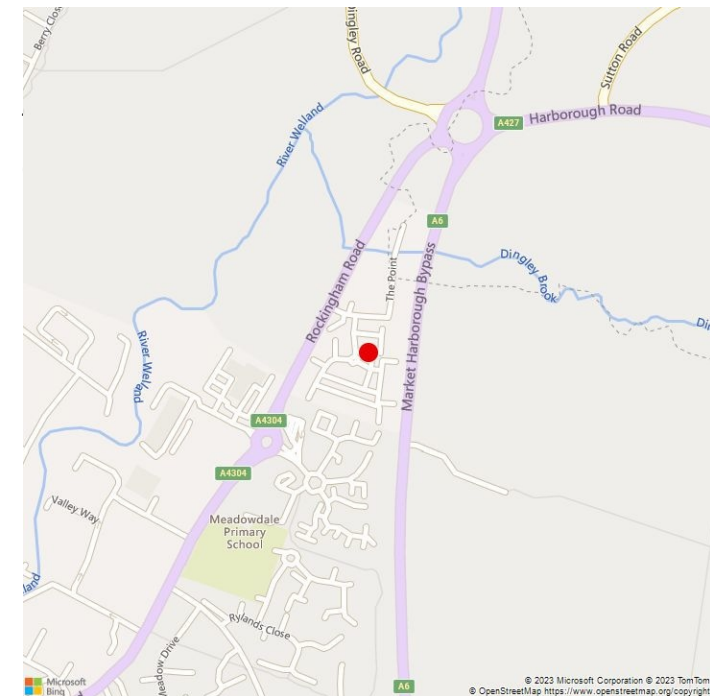 Berry Close
Dingley Road
Sutton Road
A427
Harborough Road
River Welland
A6
Dingley
Brook
The Point
Rockingham Road
Market Harborough Bypass
River Welland
A4304
A4304
Valley Way
Meadowdale
Primary
School
Rylands Close
Meadow Drive
A6
Microsoft
Bing
© 2023 Microsoft Corporation © 2023 TomTom
© OpenStreetMap https://www.openstreetmap.org/copyright